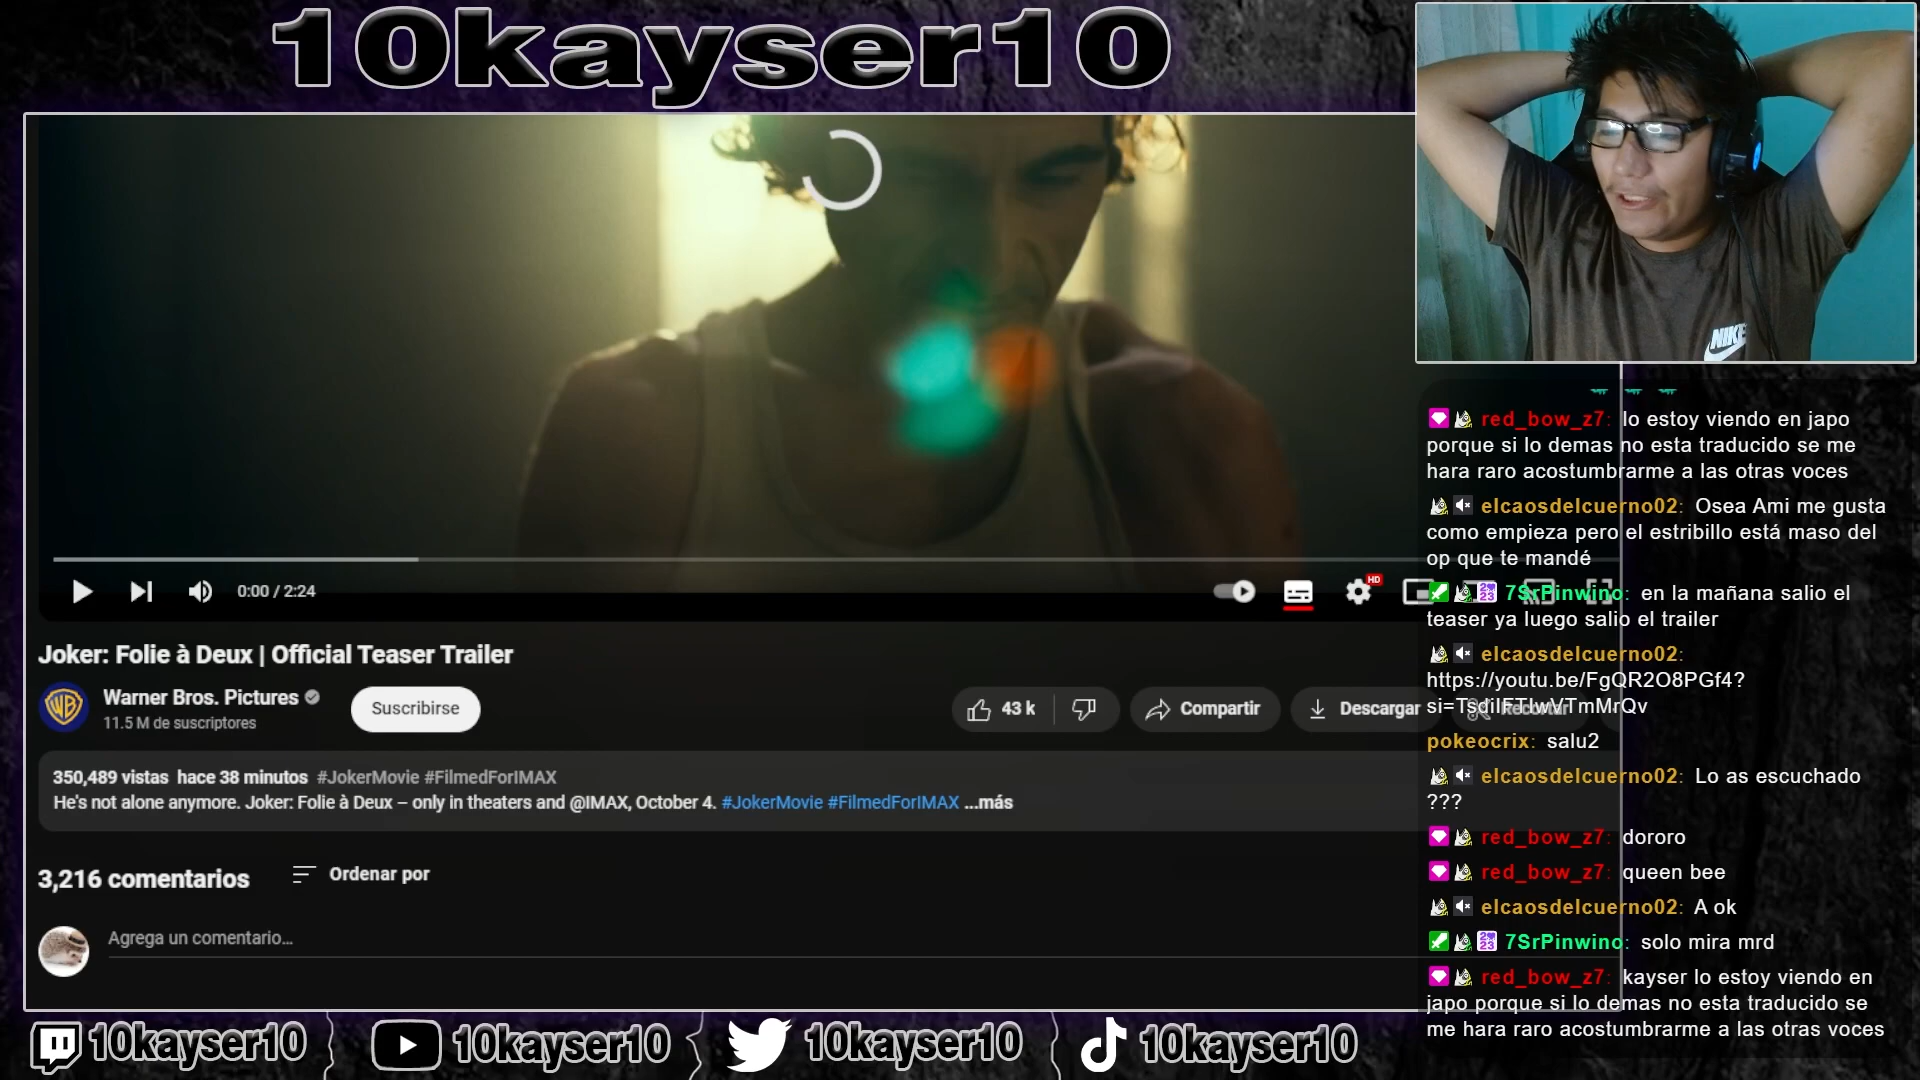 10kayser10
NIKE
0:00 / 2:24
HD
Joker: Folie à Deux | Official Teaser Trailer
Warner Bros. Pictures
11.5 M de suscriptores
Suscribirse
43 k
Compartir
Descargar
Recortar
350,489 vistas hace 38 minutos #JokerMovie #FilmedForIMAX
He's not alone anymore. Joker: Folie à Deux – only in theaters and @IMAX, October 4. #JokerMovie #FilmedForIMAX ...más
3,216 comentarios
Ordenar por
Agrega un comentario...
red_bow_z7: lo estoy viendo en japo
porque si lo demas no esta traducido se me
hara raro acostumbrarme a las otras voces
elcaosdelcuerno02: Osea Ami me gusta
como empieza pero el estribillo está maso del
op que te mandé
7SrPinwino: en la mañana salio el
teaser ya luego salio el trailer
elcaosdelcuerno02:
https://youtu.be/FgQR2O8PGf4?
pokeocrix: salu2
elcaosdelcuerno02: Lo as escuchado
???
red_bow_z7: dororo
red_bow_z7: queen bee
elcaosdelcuerno02: A ok
7SrPinwino: solo mira mrd
red_bow_z7: kayser lo estoy viendo en
japo porque si lo demas no esta traducido se
me hara raro acostumbrarme a las otras voces
10kayser10
10kayser10
10kayser10
10kayser10